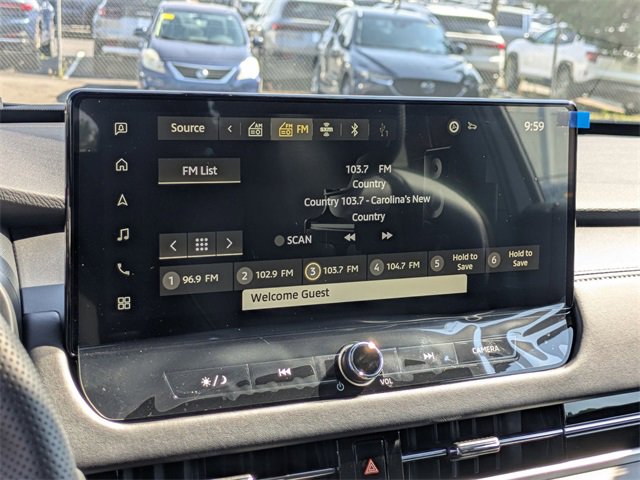 Source AM FM SXM 9:59
FM List
103.7 FM
Country
Country 103.7 - Carolina's New
Country
SCAN
1 96.9 FM 2 102.9 FM 3 103.7 FM 4 104.7 FM 5 Hold to Save 6 Hold to Save
Welcome Guest
CAMERA
VOL